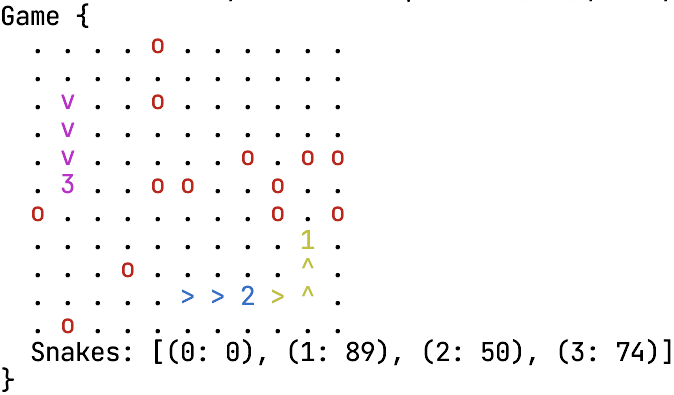 Game {
. . . . o . . . . . .
. . . . . . . . . . .
. v . . o . . . . . .
. v . . . . . . . . .
. v . . . . . o . o o
. 3 . . o o . . o . .
o . . . . . . . o . o
. . . . . . . . . 1 .
. . . o . . . . . ^ .
. . . . . > > 2 > ^ .
. o . . . . . . . . .
Snakes: [(0: 0), (1: 89), (2: 50), (3: 74)]
}